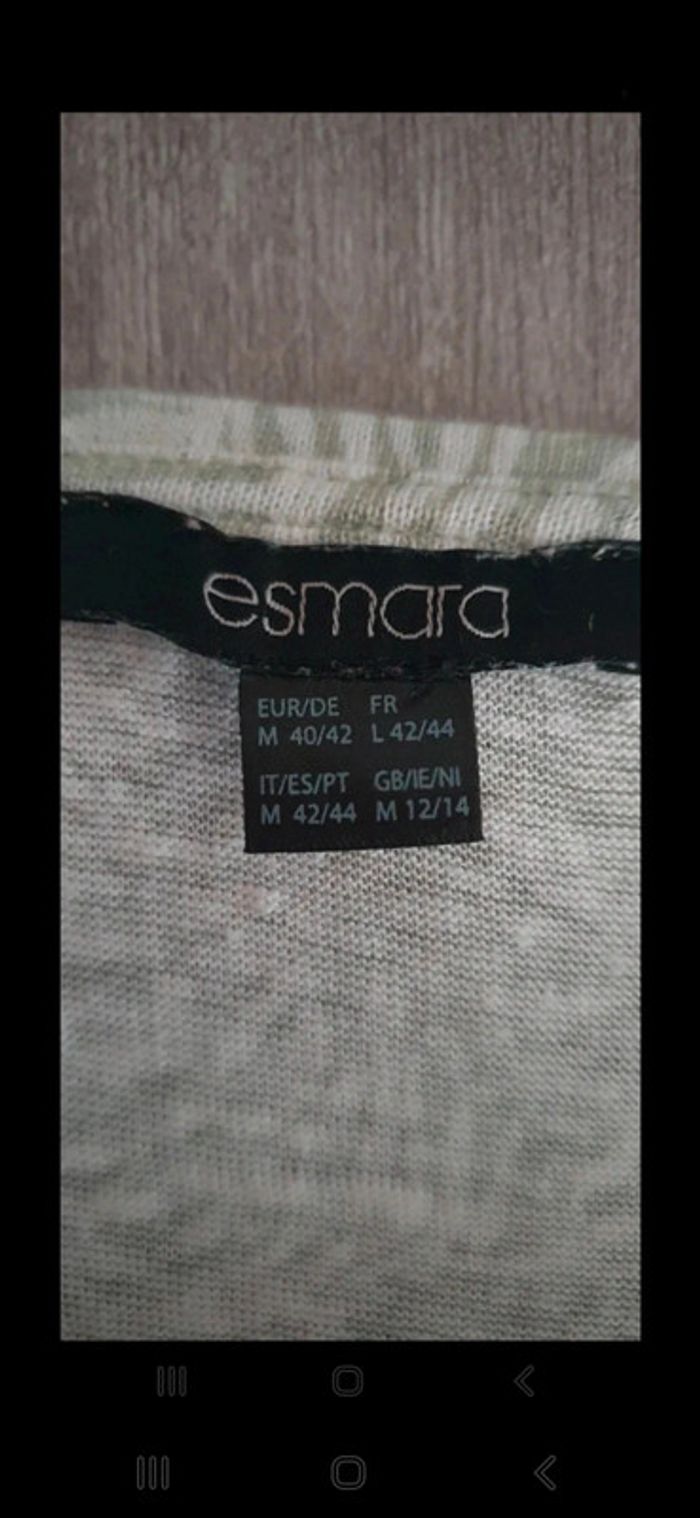 esmara
EUR/DE FR
M 40/42 L 42/44
IT/ES/PT GB/IE/NI
M 42/44 M 12/14